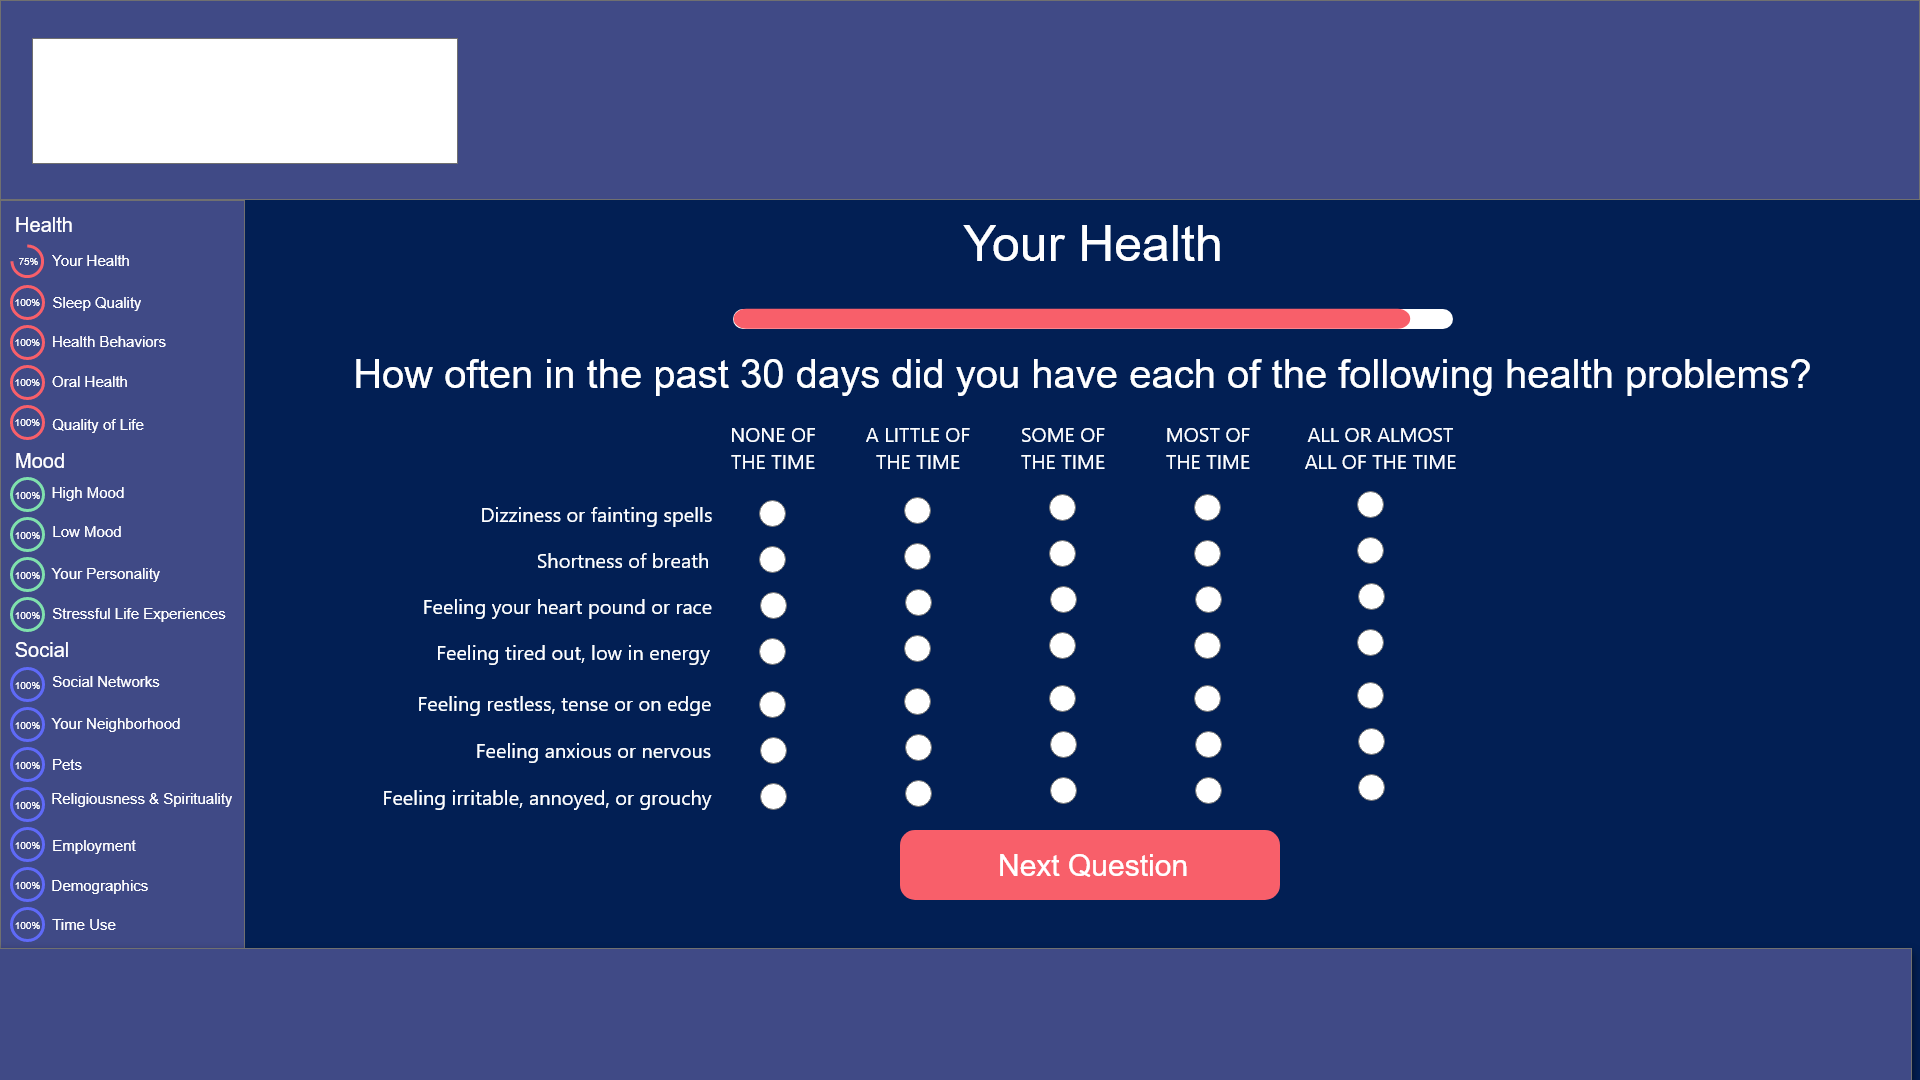 Health
75% Your Health
100% Sleep Quality
100% Health Behaviors
100% Oral Health
100% Quality of Life
Mood
100% High Mood
100% Low Mood
100% Your Personality
100% Stressful Life Experiences
Social
100% Social Networks
100% Your Neighborhood
100% Pets
100% Religiousness & Spirituality
100% Employment
100% Demographics
100% Time Use
Your Health
How often in the past 30 days did you have each of the following health problems?
NONE OF A LITTLE OF SOME OF MOST OF ALL OR ALMOST
THE TIME THE TIME THE TIME THE TIME ALL OF THE TIME
Dizziness or fainting spells
Shortness of breath
Feeling your heart pound or race
Feeling tired out, low in energy
Feeling restless, tense or on edge
Feeling anxious or nervous
Feeling irritable, annoyed, or grouchy
Next Question